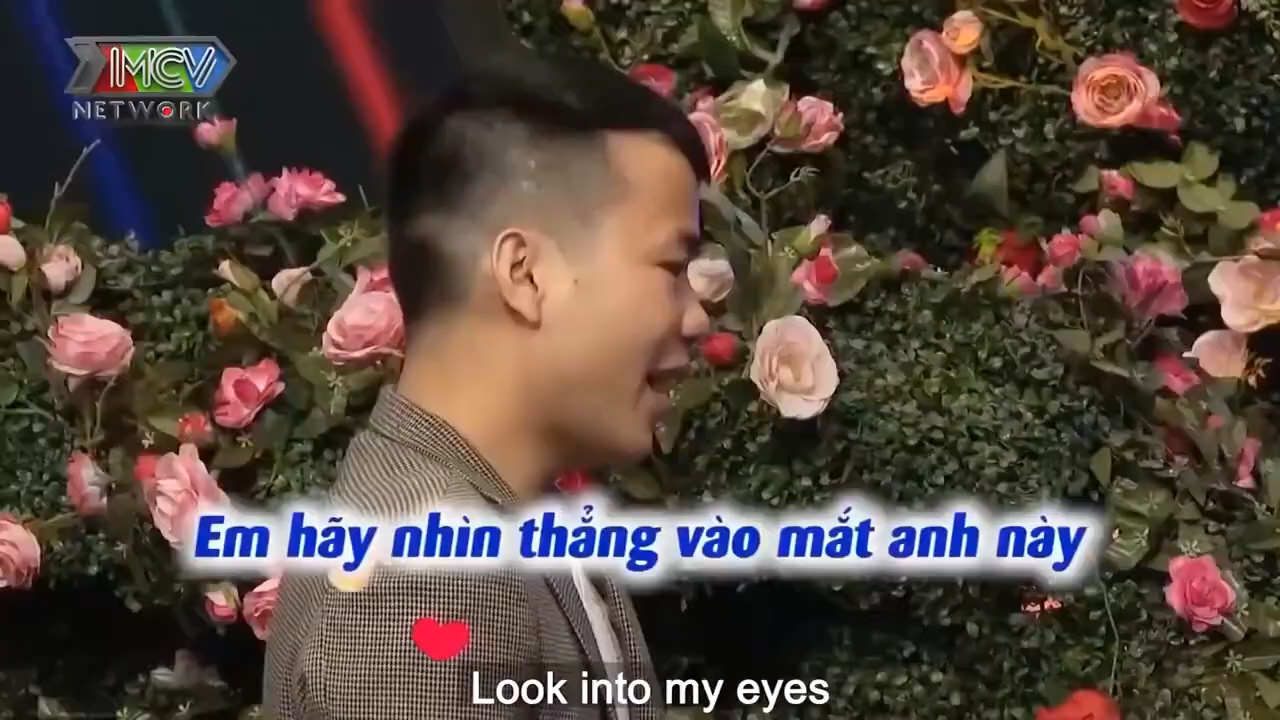 MCV
NETWORK
Em hãy nhìn thẳng vào mắt anh này
Look into my eyes